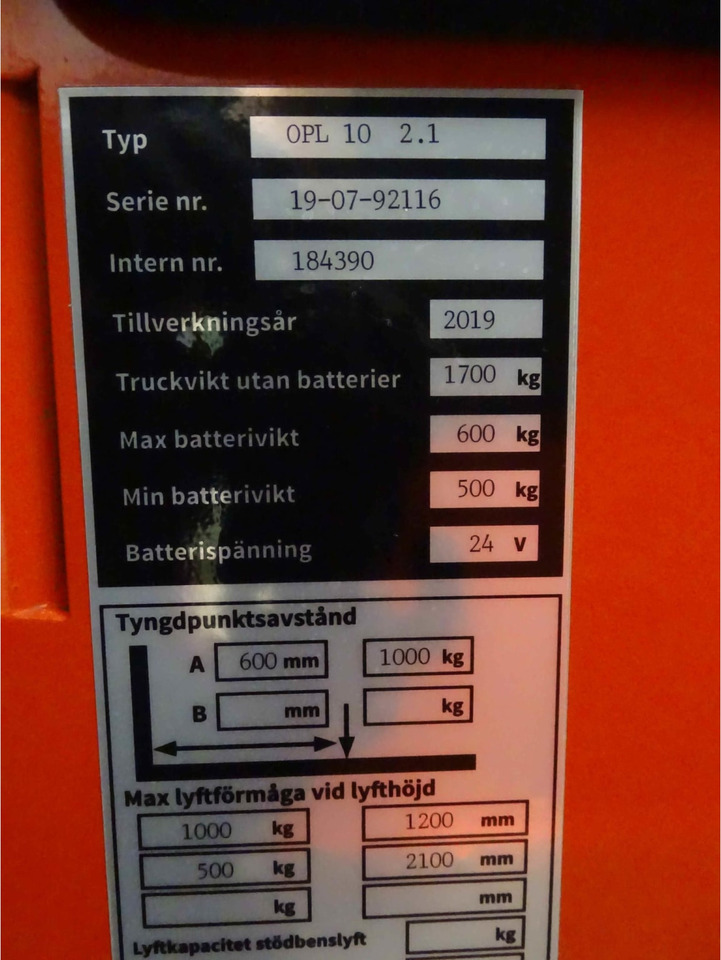 Typ OPL 10 2.1
Serie nr. 19-07-92116
Intern nr. 184390
Tillverkningsår 2019
Truckvikt utan batterier 1700 kg
Max batterivikt 600 kg
Min batterivikt 500 kg
Batterispänning 24 V
Tyngdpunktsavstånd
A 600 mm 1000 kg
B mm kg
Max lyftförmåga vid lyfthöjd
1000 kg 1200 mm
500 kg 2100 mm
kg mm
Lyftkapacitet stödbenslyft kg